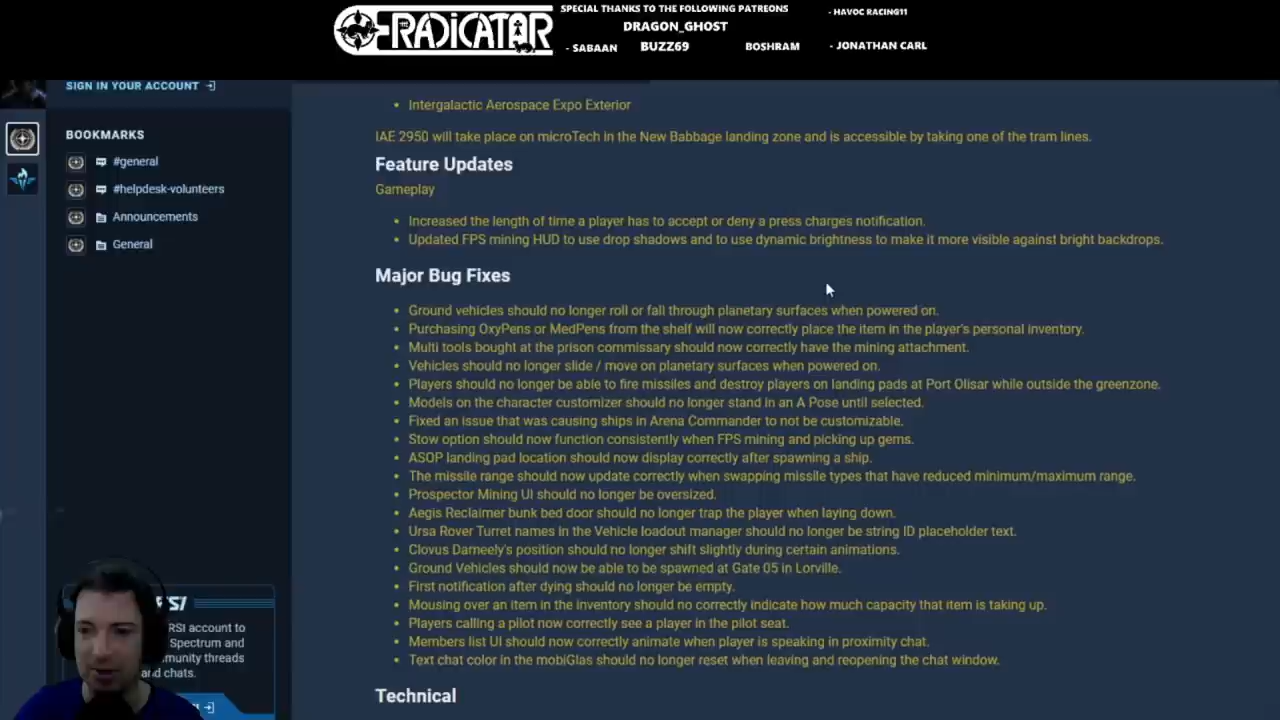 ERADICATOR
SPECIAL THANKS TO THE FOLLOWING PATREONS
- HAVOC RACING11
DRAGON_GHOST
- SABAAN
BUZZ69
BOSHRAM
- JONATHAN CARL
SIGN IN YOUR ACCOUNT
BOOKMARKS
#general
#helpdesk-volunteers
Announcements
General
RSI account to
Spectrum and
munity threads
and chats.
Intergalactic Aerospace Expo Exterior
IAE 2950 will take place on microTech in the New Babbage landing zone and is accessible by taking one of the tram lines.
Feature Updates
Gameplay
Increased the length of time a player has to accept or deny a press charges notification.
Updated FPS mining HUD to use drop shadows and to use dynamic brightness to make it more visible against bright backdrops.
Major Bug Fixes
Ground vehicles should no longer roll or fall through planetary surfaces when powered on.
Purchasing OxyPens or MedPens from the shelf will now correctly place the item in the player's personal inventory.
Multi tools bought at the prison commissary should now correctly have the mining attachment.
Vehicles should no longer slide / move on planetary surfaces when powered on.
Players should no longer be able to fire missiles and destroy players on landing pads at Port Olisar while outside the greenzone.
Models on the character customizer should no longer stand in an A Pose until selected.
Fixed an issue that was causing ships in Arena Commander to not be customizable.
Stow option should now function consistently when FPS mining and picking up gems.
ASOP landing pad location should now display correctly after spawning a ship.
The missile range should now update correctly when swapping missile types that have reduced minimum/maximum range.
Prospector Mining UI should no longer be oversized.
Aegis Reclaimer bunk bed door should no longer trap the player when laying down.
Ursa Rover Turret names in the Vehicle loadout manager should no longer be string ID placeholder text.
Clovus Darneely's position should no longer shift slightly during certain animations.
Ground Vehicles should now be able to be spawned at Gate 05 in Lorville.
First notification after dying should no longer be empty.
Mousing over an item in the inventory should no correctly indicate how much capacity that item is taking up.
Players calling a pilot now correctly see a player in the pilot seat.
Members list UI should now correctly animate when player is speaking in proximity chat.
Text chat color in the mobiGlas should no longer reset when leaving and reopening the chat window.
Technical